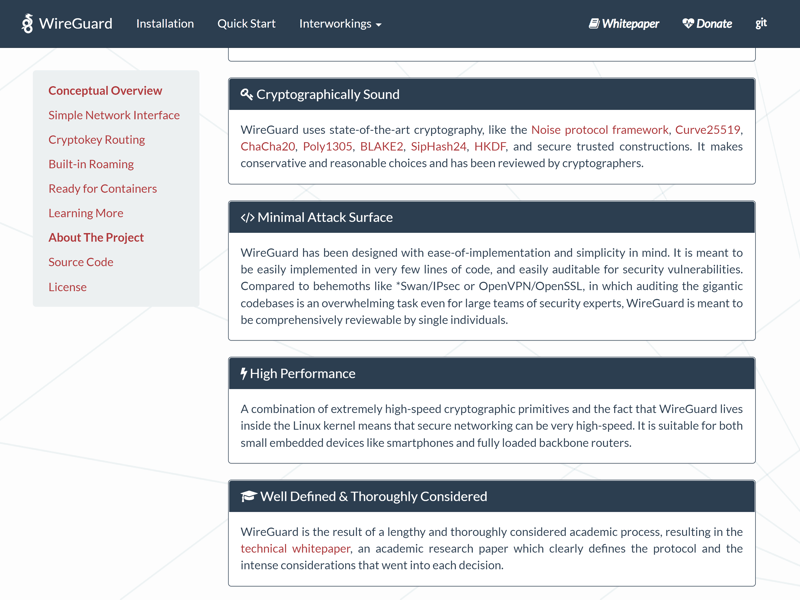 WireGuard Installation Quick Start Interworkings Whitepaper Donate git
Conceptual Overview
Simple Network Interface
Cryptokey Routing
Built-in Roaming
Ready for Containers
Learning More
About The Project
Source Code
License
Cryptographically Sound
WireGuard uses state-of-the-art cryptography, like the Noise protocol framework, Curve25519,
ChaCha20, Poly1305, BLAKE2, SipHash24, HKDF, and secure trusted constructions. It makes
conservative and reasonable choices and has been reviewed by cryptographers.
Minimal Attack Surface
WireGuard has been designed with ease-of-implementation and simplicity in mind. It is meant to
be easily implemented in very few lines of code, and easily auditable for security vulnerabilities.
Compared to behemoths like *Swan/IPsec or OpenVPN/OpenSSL, in which auditing the gigantic
codebases is an overwhelming task even for large teams of security experts, WireGuard is meant to
be comprehensively reviewable by single individuals.
High Performance
A combination of extremely high-speed cryptographic primitives and the fact that WireGuard lives
inside the Linux kernel means that secure networking can be very high-speed. It is suitable for both
small embedded devices like smartphones and fully loaded backbone routers.
Well Defined & Thoroughly Considered
WireGuard is the result of a lengthy and thoroughly considered academic process, resulting in the
technical whitepaper, an academic research paper which clearly defines the protocol and the
intense considerations that went into each decision.